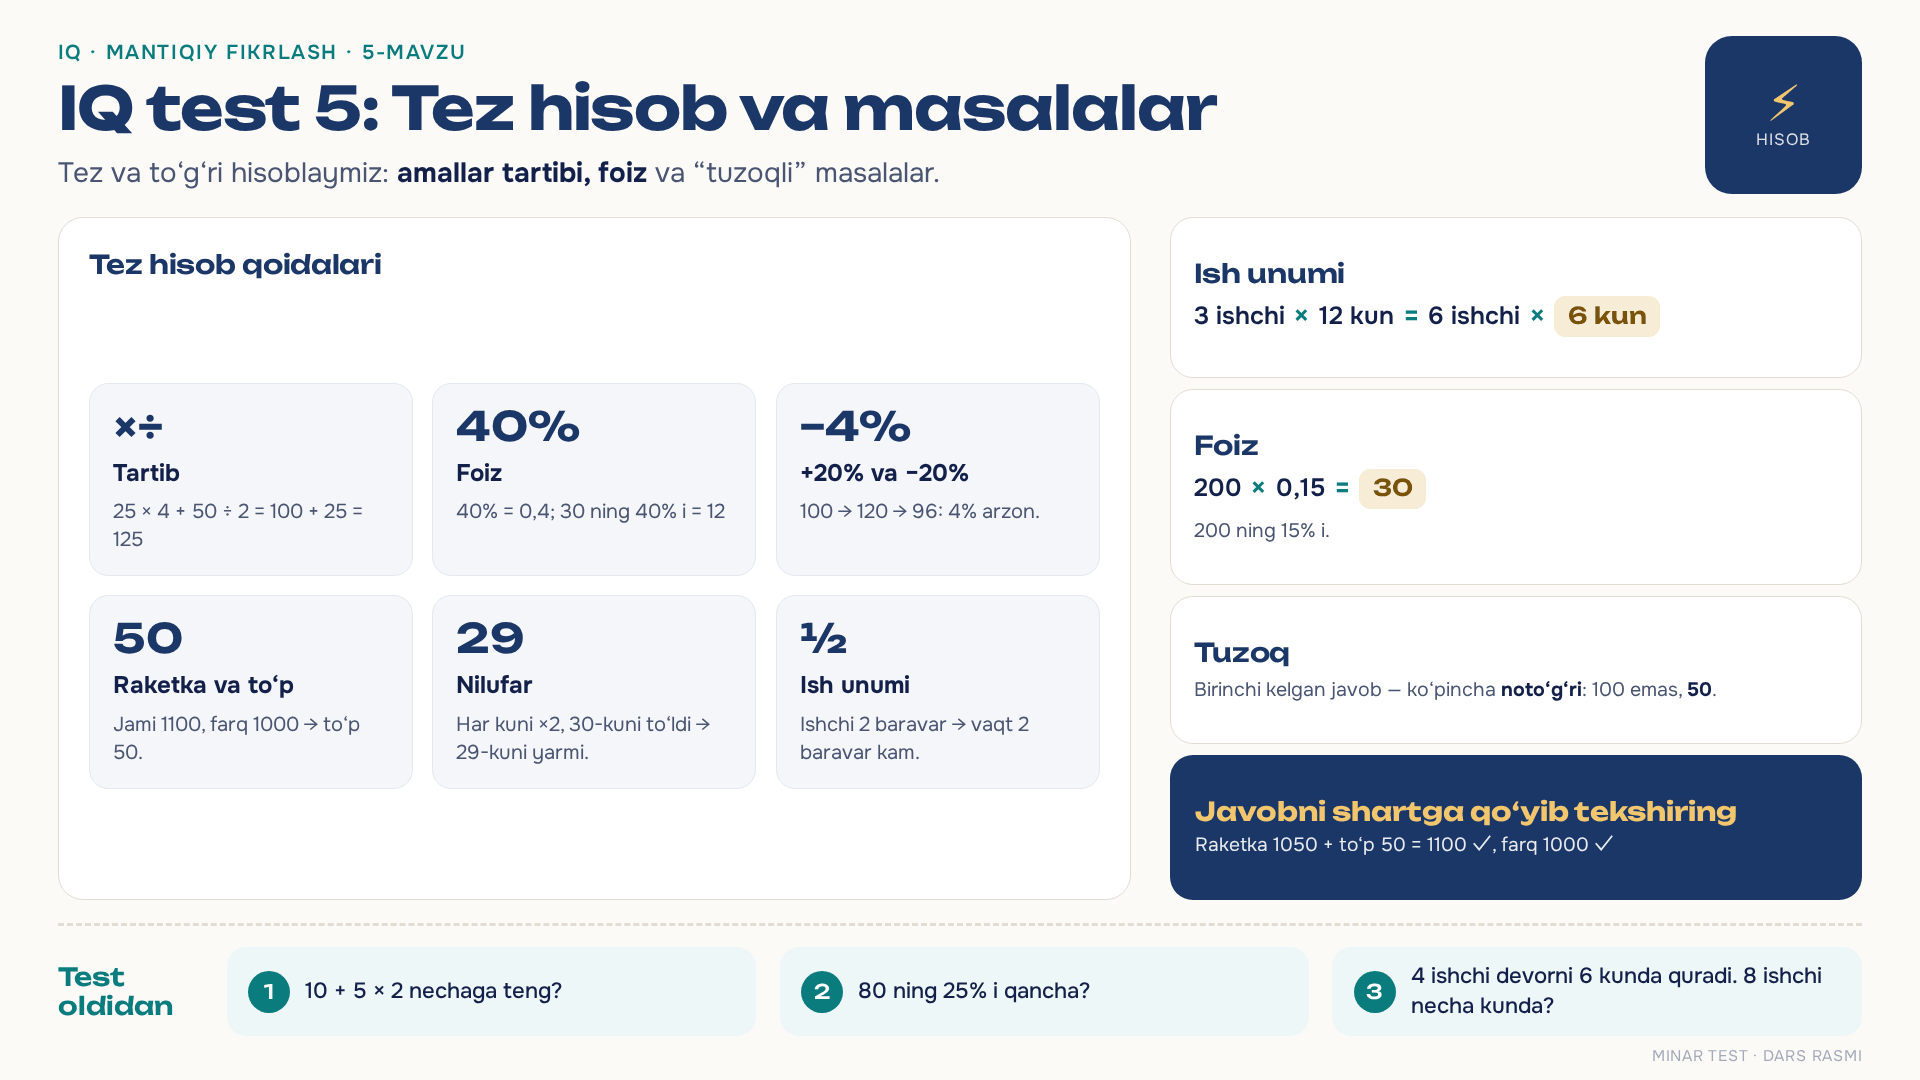 IQ · MANTIQIY FIKRLASH · 5-MAVZU
IQ test 5: Tez hisob va masalalar
Tez va to‘g‘ri hisoblaymiz: amallar tartibi, foiz va “tuzoqli” masalalar.
⚡
HISOB
Tez hisob qoidalari
×÷
Tartib
25 × 4 + 50 ÷ 2 = 100 + 25 =
125
40%
Foiz
40% = 0,4; 30 ning 40% i = 12
−4%
+20% va −20%
100 → 120 → 96: 4% arzon.
50
Raketka va to‘p
Jami 1100, farq 1000 → to‘p
50.
29
Nilufar
Har kuni ×2, 30-kuni to‘ldi →
29-kuni yarmi.
½
Ish unumi
Ishchi 2 baravar → vaqt 2
baravar kam.
Ish unumi
3 ishchi × 12 kun = 6 ishchi × 6 kun
Foiz
200 × 0,15 = 30
200 ning 15% i.
Tuzoq
Birinchi kelgan javob — ko‘pincha noto‘g‘ri: 100 emas, 50.
Javobni shartga qo‘yib tekshiring
Raketka 1050 + to‘p 50 = 1100 ✓, farq 1000 ✓
Test
oldidan
1 10 + 5 × 2 nechaga teng?
2 80 ning 25% i qancha?
3 4 ishchi devorni 6 kunda quradi. 8 ishchi
necha kunda?
MINAR TEST · DARS RASMI